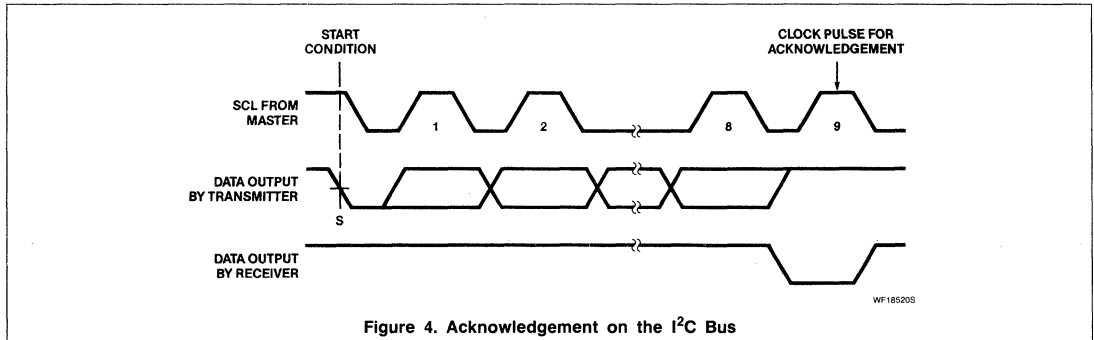 START
CONDITION
CLOCK PULSE FOR
ACKNOWLEDGEMENT
SCL FROM
MASTER
1
2
8
9
DATA OUTPUT
BY TRANSMITTER
S
DATA OUTPUT
BY RECEIVER
WF18520S
Figure 4. Acknowledgement on the I²C Bus